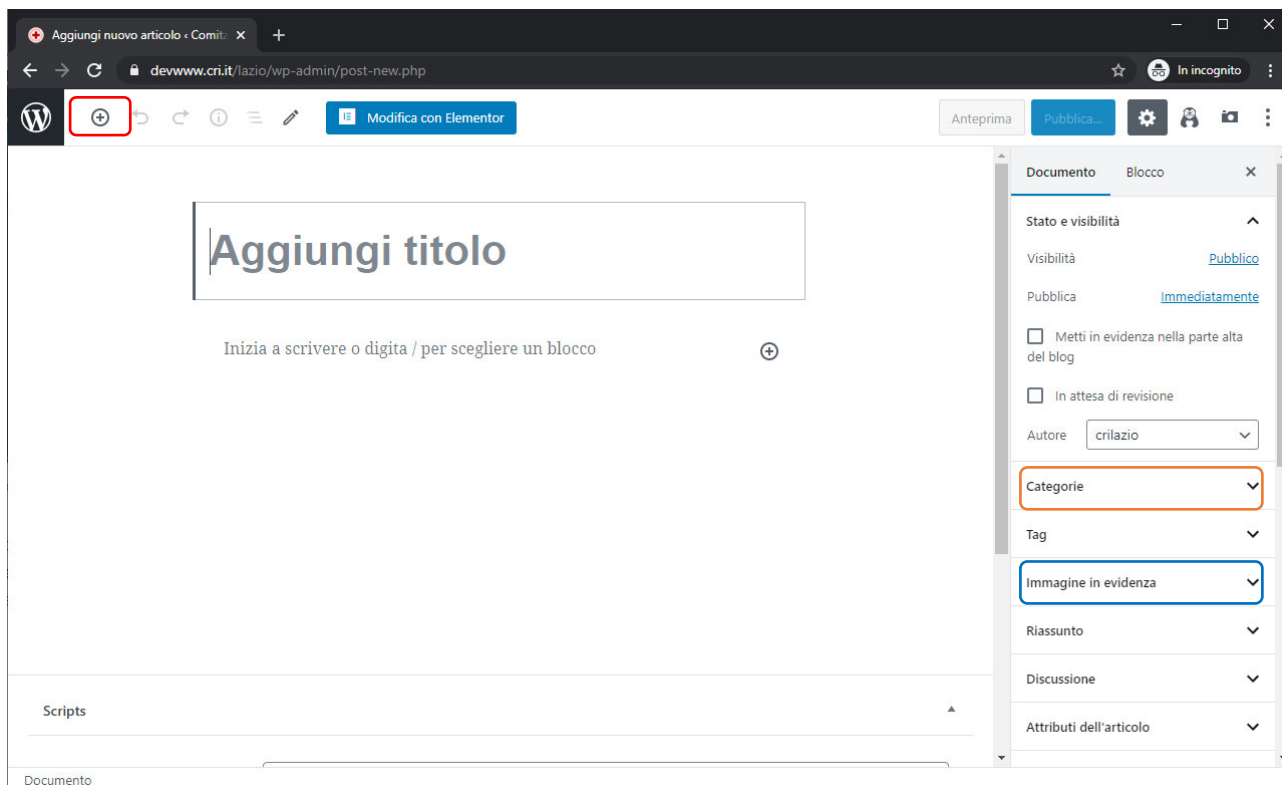 Aggiungi nuovo articolo ‹ Comita
devwww.cri.it/lazio/wp-admin/post-new.php
In incognito
Modifica con Elementor
Anteprima
Pubblica...
Documento
Blocco
Aggiungi titolo
Inizia a scrivere o digita / per scegliere un blocco
Stato e visibilità
Visibilità
Pubblico
Pubblica
Immediatamente
Metti in evidenza nella parte alta
del blog
In attesa di revisione
Autore
crilazio
Categorie
Tag
Immagine in evidenza
Riassunto
Discussione
Attributi dell'articolo
Scripts
Documento